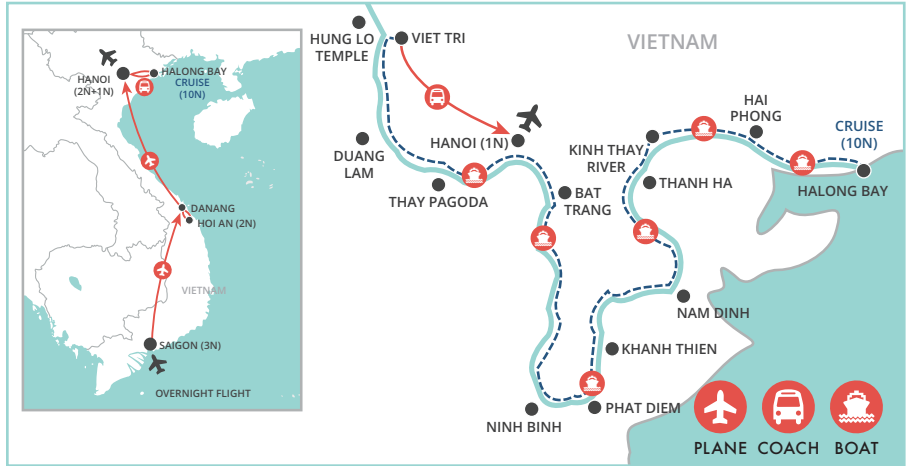 HANOI
(2N+1N)
HALONG BAY
CRUISE
(10N)
DANANG
HOI AN (2N)
VIETNAM
SAIGON (3N)
OVERNIGHT FLIGHT
HUNG LO
TEMPLE
VIET TRI
VIETNAM
HANOI (1N)
DUANG
LAM
THAY PAGODA
BAT
TRANG
KINH THAY
RIVER
HAI
PHONG
CRUISE
(10N)
HALONG BAY
THANH HA
NAM DINH
KHANH THIEN
NINH BINH
PHAT DIEM
PLANE
COACH
BOAT